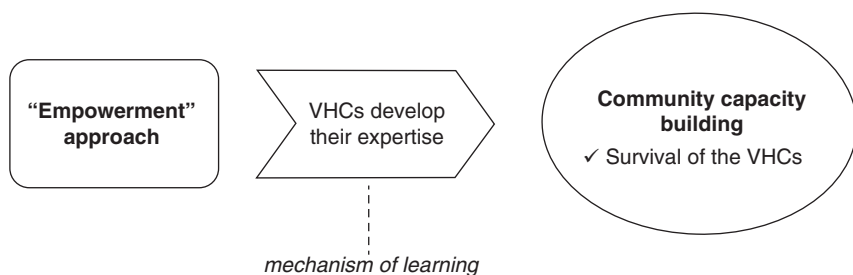 “Empowerment”
approach
VHCs develop
their expertise
Community capacity
building
✓ Survival of the VHCs
mechanism of learning